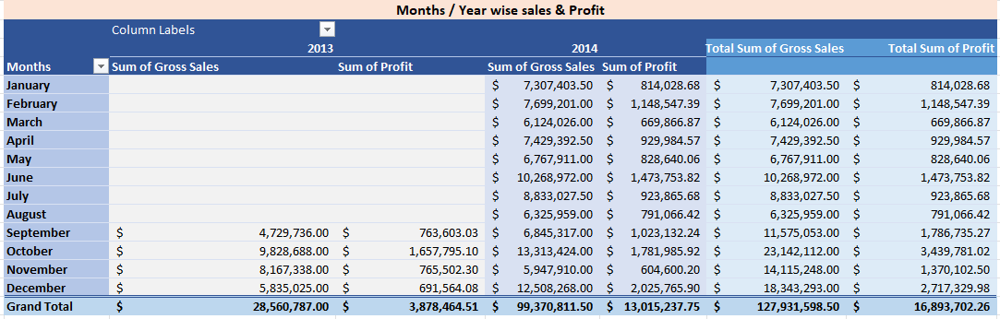 Months / Year wise sales & Profit
Column Labels
2013 2014 Total Sum of Gross Sales Total Sum of Profit
Months Sum of Gross Sales Sum of Profit Sum of Gross Sales Sum of Profit
January $ 7,307,403.50 $ 814,028.68 $ 7,307,403.50 $ 814,028.68
February $ 7,699,201.00 $ 1,148,547.39 $ 7,699,201.00 $ 1,148,547.39
March $ 6,124,026.00 $ 669,866.87 $ 6,124,026.00 $ 669,866.87
April $ 7,429,392.50 $ 929,984.57 $ 7,429,392.50 $ 929,984.57
May $ 6,767,911.00 $ 828,640.06 $ 6,767,911.00 $ 828,640.06
June $ 10,268,972.00 $ 1,473,753.82 $ 10,268,972.00 $ 1,473,753.82
July $ 8,833,027.50 $ 923,865.68 $ 8,833,027.50 $ 923,865.68
August $ 6,325,959.00 $ 791,066.42 $ 6,325,959.00 $ 791,066.42
September $ 4,729,736.00 $ 763,603.03 $ 6,845,317.00 $ 1,023,132.24 $ 11,575,053.00 $ 1,786,735.27
October $ 9,828,688.00 $ 1,657,795.10 $ 13,313,424.00 $ 1,781,985.92 $ 23,142,112.00 $ 3,439,781.02
November $ 8,167,338.00 $ 765,502.30 $ 5,947,910.00 $ 604,600.20 $ 14,115,248.00 $ 1,370,102.50
December $ 5,835,025.00 $ 691,564.08 $ 12,508,268.00 $ 2,025,765.90 $ 18,343,293.00 $ 2,717,329.98
Grand Total $ 28,560,787.00 $ 3,878,464.51 $ 99,370,811.50 $ 13,015,237.75 $ 127,931,598.50 $ 16,893,702.26